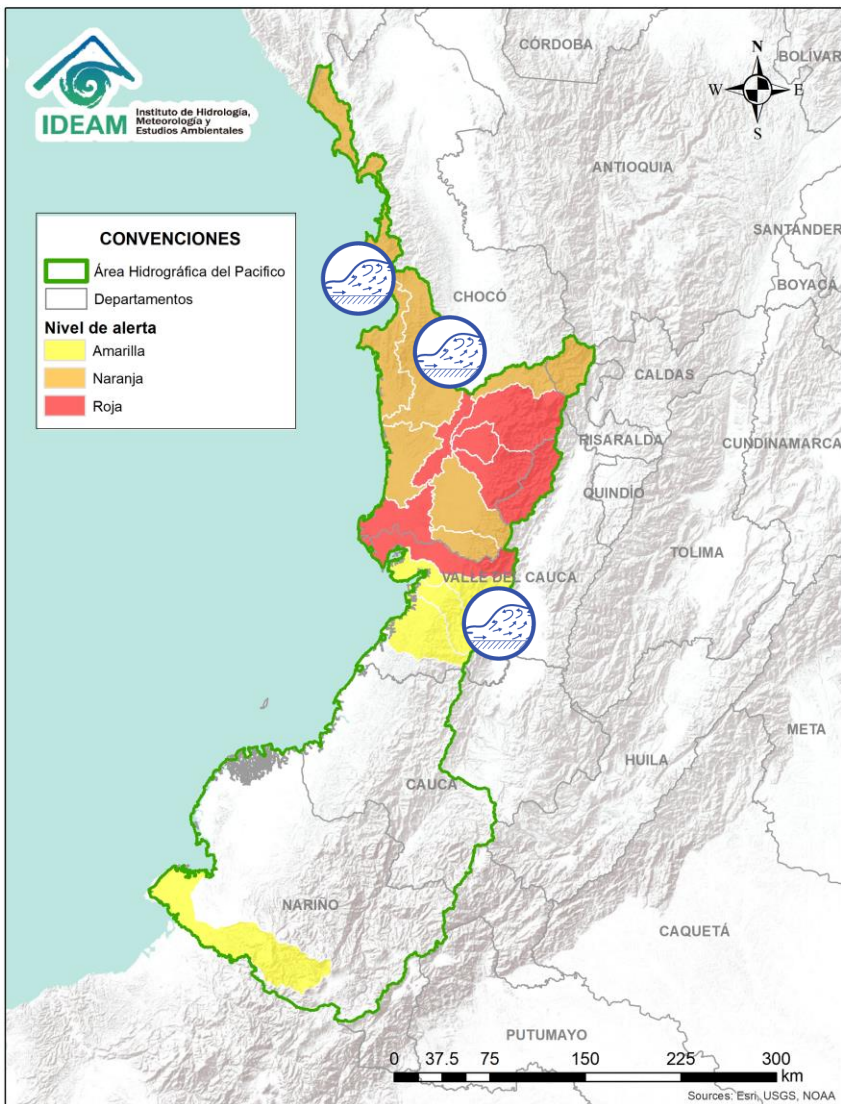 IDEAM
Instituto de Hidrología,
Meteorología y
Estudios Ambientales
CONVENCIONES
Área Hidrográfica del Pacifico
Departamentos
Nivel de alerta
Amarilla
Naranja
Roja
N
W E
S
CÓRDOBA
BOLÍVAR
ANTIOQUIA
SANTANDER
BOYACÁ
CHOCÓ
CALDAS
RISARALDA
CUNDINAMARCA
QUINDÍO
TOLIMA
VALLE DEL CAUCA
META
HUILA
CAUCA
NARIÑO
CAQUETÁ
PUTUMAYO
0 37.5 75 150 225 300
km
Sources: Esri, USGS, NOAA